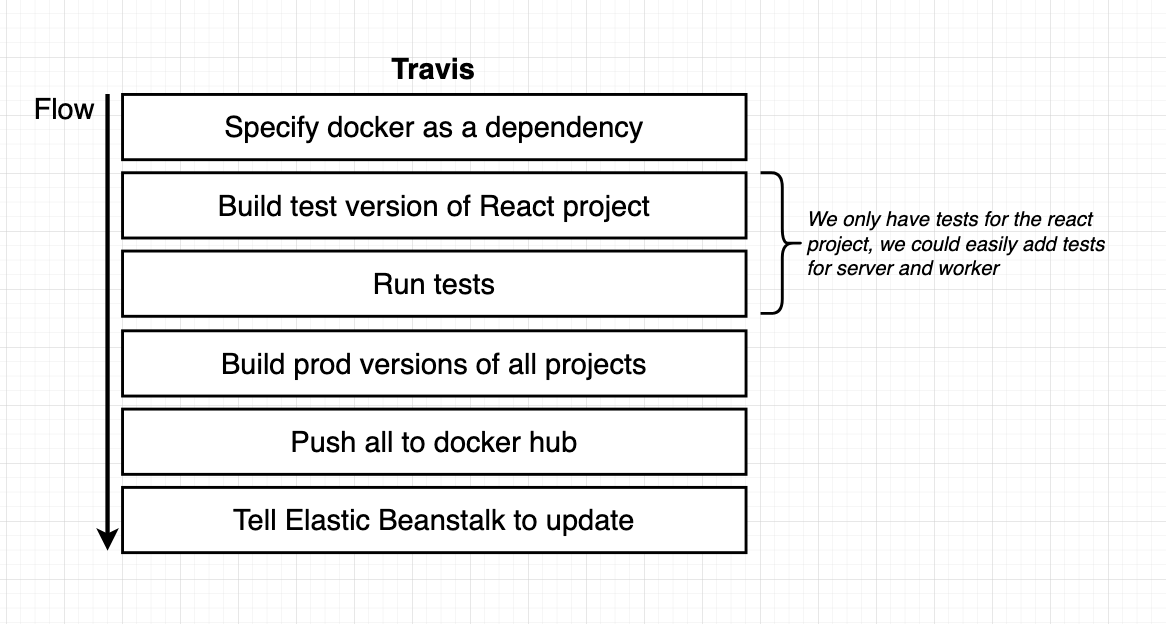 Travis
Flow
Specify docker as a dependency
Build test version of React project
We only have tests for the react
project, we could easily add tests
for server and worker
Run tests
Build prod versions of all projects
Push all to docker hub
Tell Elastic Beanstalk to update